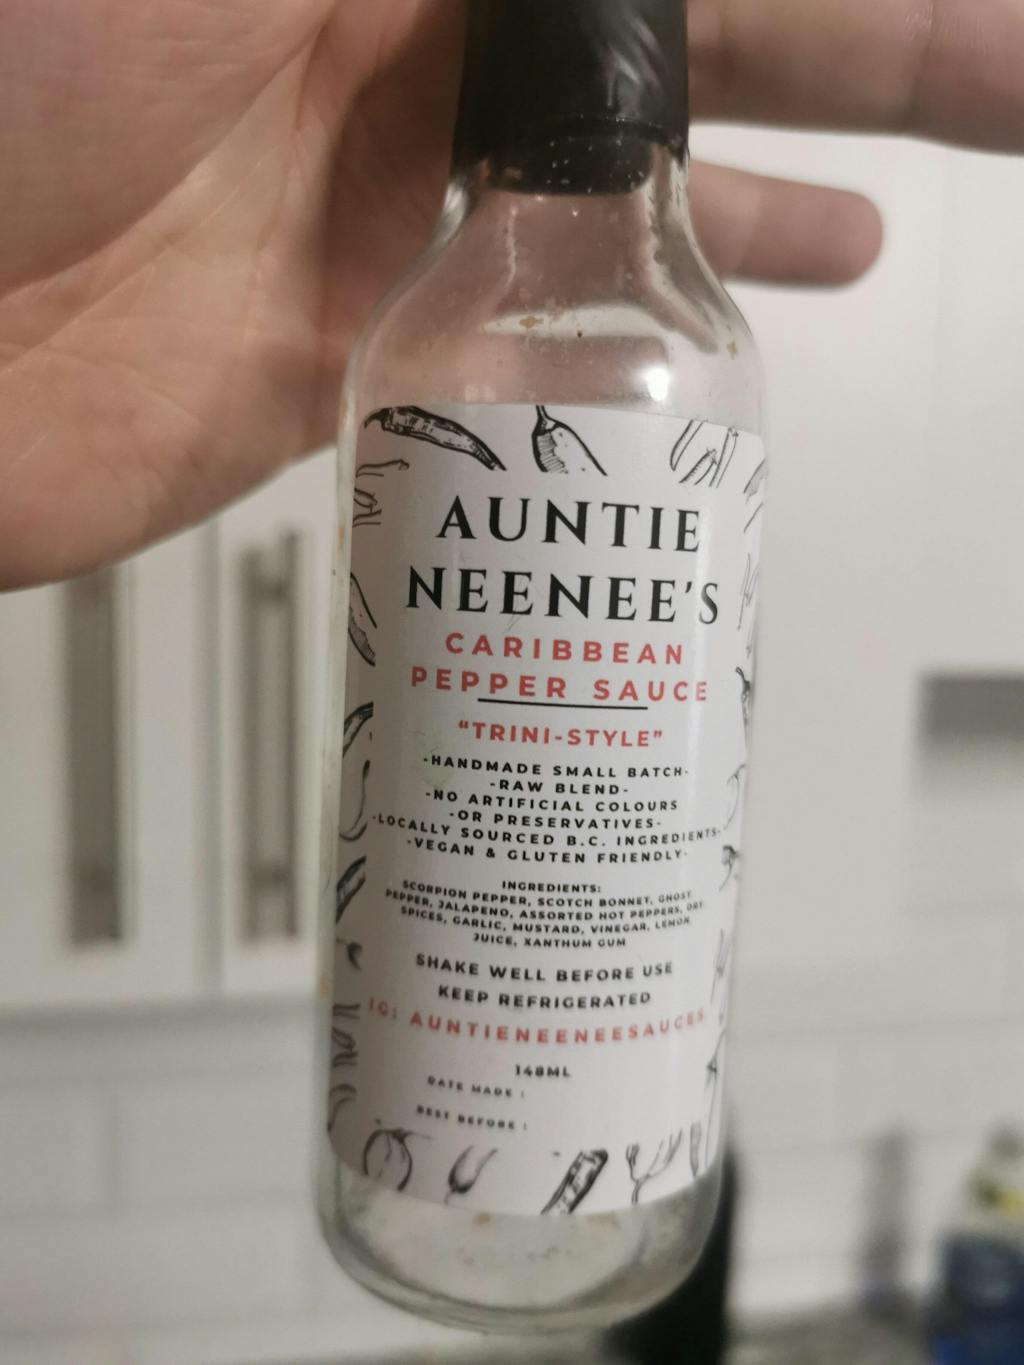 AUNTIE
NEENEE'S
CARIBBEAN
PEPPER SAUCE
"TRINI-STYLE"
-HANDMADE SMALL BATCH-
-RAW BLEND-
-NO ARTIFICIAL COLOURS
-OR PRESERVATIVES-
-LOCALLY SOURCED B.C. INGREDIENTS-
-VEGAN & GLUTEN FRIENDLY-
INGREDIENTS:
SCORPION PEPPER, SCOTCH BONNET, GHOST
PEPPER, JALAPENO, ASSORTED HOT PEPPERS, DRY
SPICES, GARLIC, MUSTARD, VINEGAR, LEMON
JUICE, XANTHUM GUM
SHAKE WELL BEFORE USE
KEEP REFRIGERATED
IG: AUNTIENEENEESAUCES
148ML
DATE MADE :
BEST BEFORE :